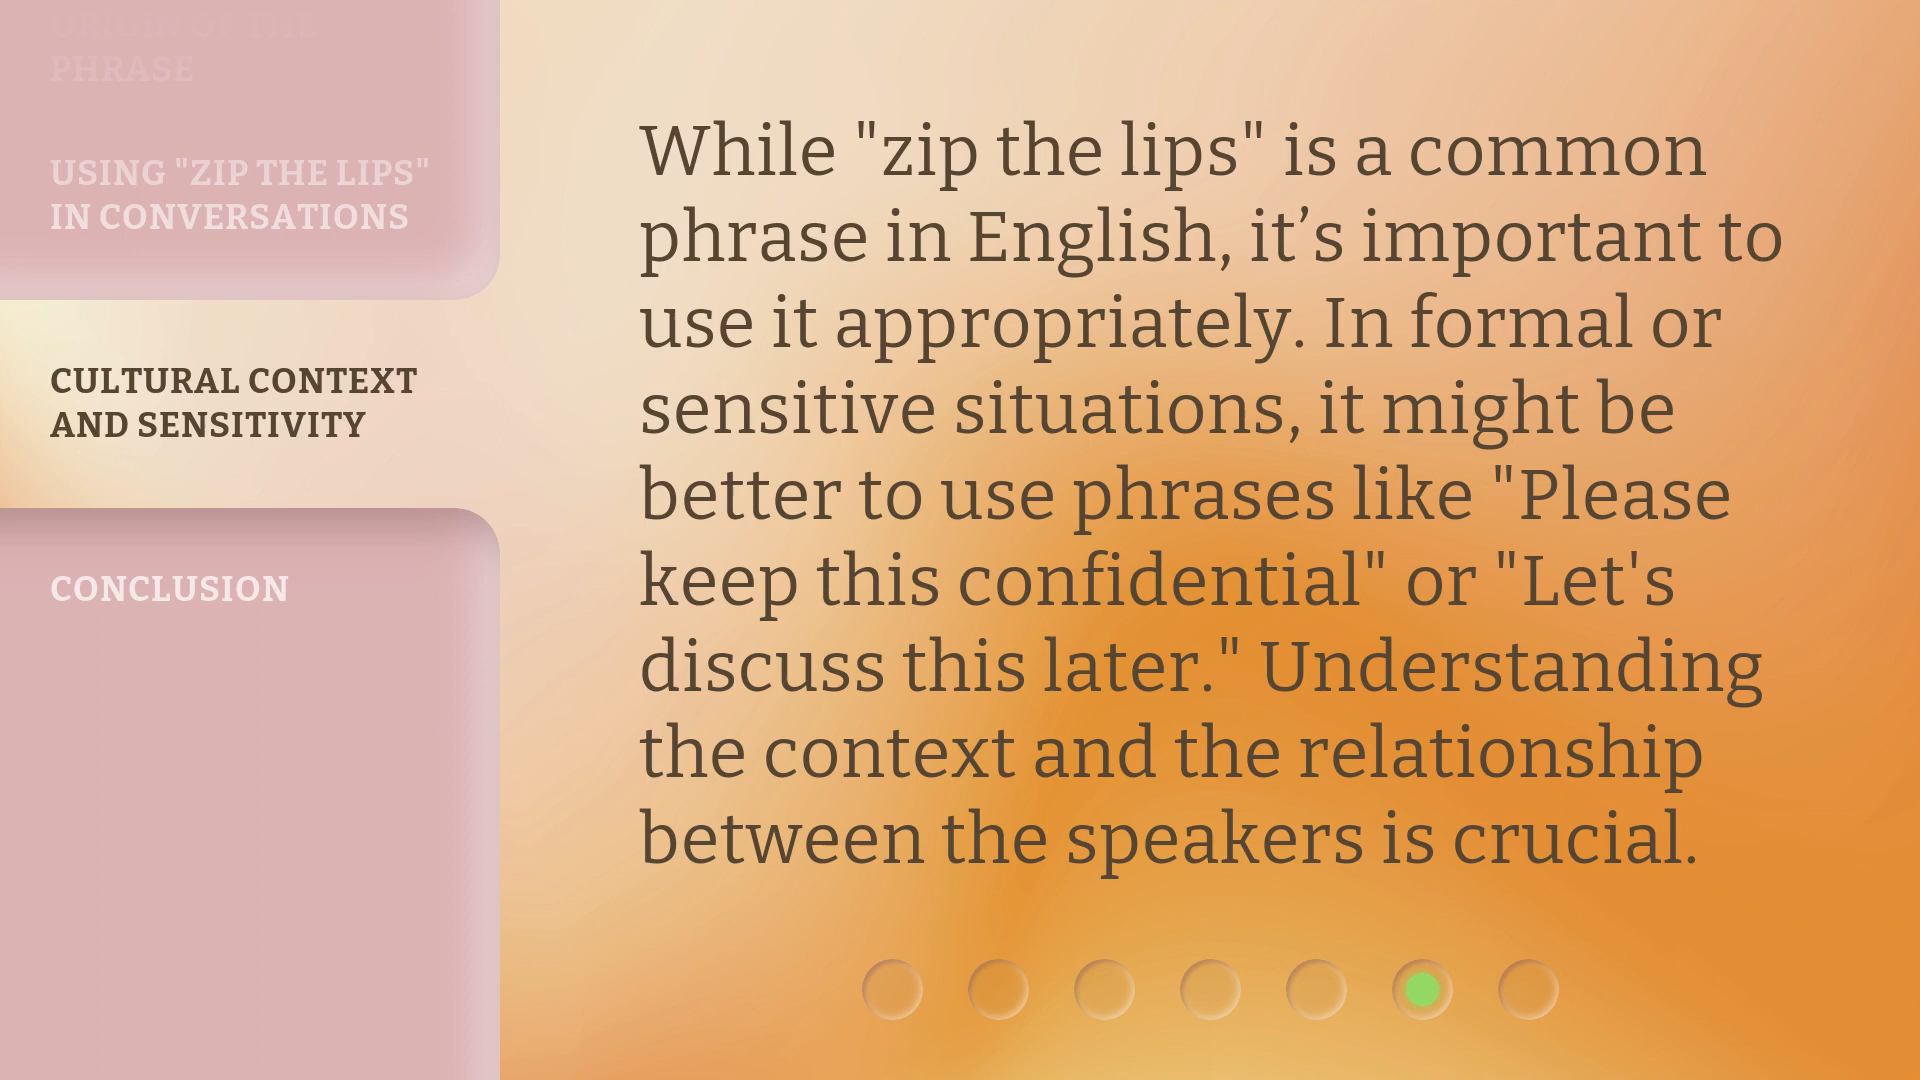 ORIGIN OF THE
PHRASE
USING "ZIP THE LIPS"
IN CONVERSATIONS
CULTURAL CONTEXT
AND SENSITIVITY
CONCLUSION
While "zip the lips" is a common
phrase in English, it’s important to
use it appropriately. In formal or
sensitive situations, it might be
better to use phrases like "Please
keep this confidential" or "Let's
discuss this later." Understanding
the context and the relationship
between the speakers is crucial.